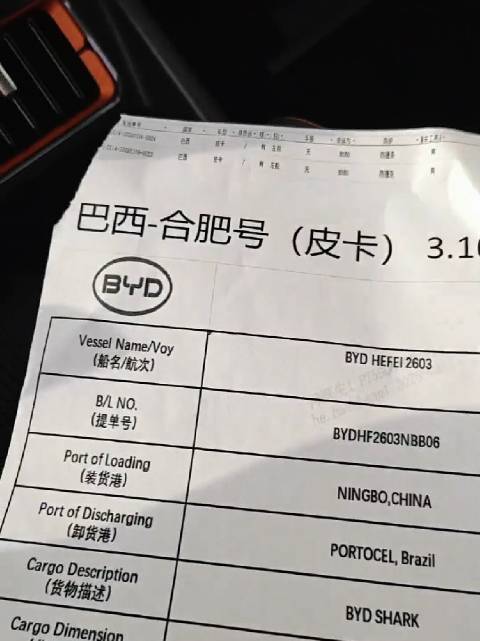 巴西-合肥号（皮卡） 3.10
BYD
Vessel Name/Voy
(船名/航次)
BYD HEFEI 2603
B/L NO.
(提单号)
BYDHF2603NBB06
Port of Loading
(装货港)
NINGBO,CHINA
Port of Discharging
(卸货港)
PORTOCEL, Brazil
Cargo Description
(货物描述)
BYD SHARK
Cargo Dimension